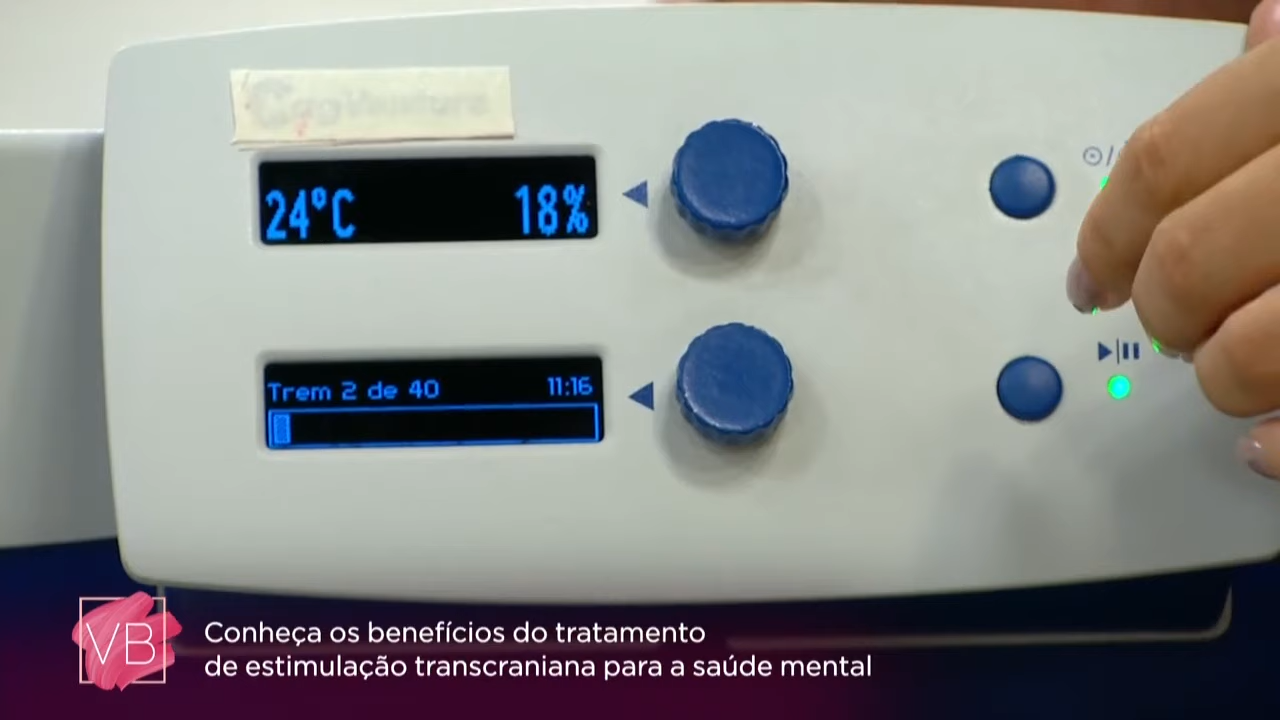 24°C 18%
Trem 2 de 40 11:16
VB
Conheça os benefícios do tratamento
de estimulação transcraniana para a saúde mental